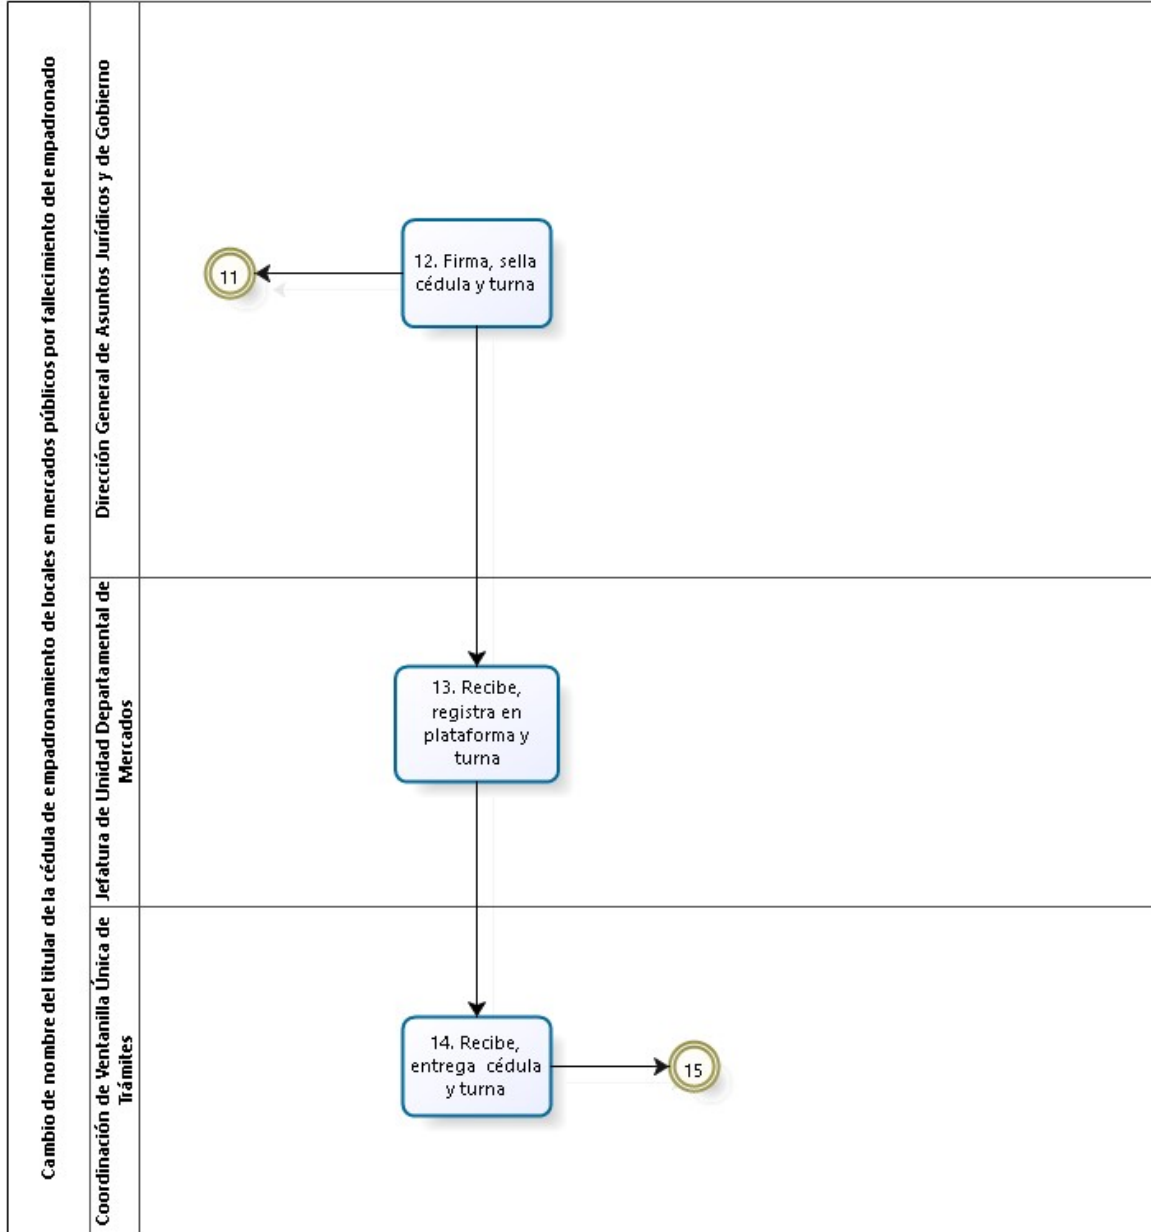 Cambio de nombre del titular de la cédula de empadronamiento de locales en mercados públicos por fallecimiento del empadronado
Dirección General de Asuntos Jurídicos y de Gobierno
11
12. Firma, sella
cédula y turna
Jefatura de Unidad Departamental de
Mercados
13. Recibe,
registra en
plataforma y
turna
Coordinación de Ventanilla Única de
Trámites
14. Recibe,
entrega cédula
y turna
15